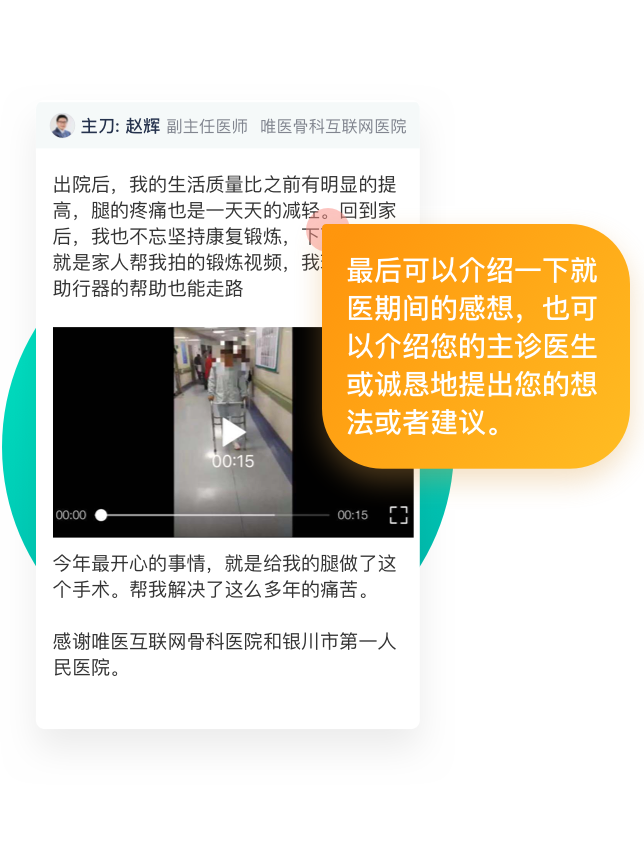 主刀: 赵辉 副主任医师 唯医骨科互联网医院
出院后，我的生活质量比之前有明显的提
高，腿的疼痛也是一天天的减轻。回到家
后，我也不忘坚持康复锻炼，下
就是家人帮我拍的锻炼视频，我
助行器的帮助也能走路
最后可以介绍一下就
医期间的感想，也可
以介绍您的主诊医生
或诚恳地提出您的想
法或者建议。
00:15
00:00
00:15
今年最开心的事情，就是给我的腿做了这
个手术。帮我解决了这么多年的痛苦。
感谢唯医互联网骨科医院和银川市第一人
民医院。